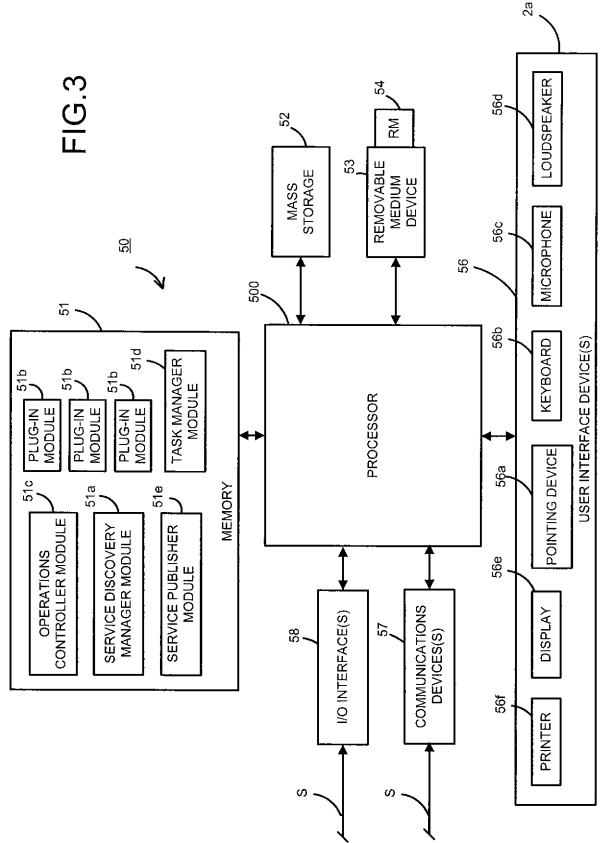 FIG.3
50
51
51b
51b
51b
51d
PLUG-IN
MODULE
PLUG-IN
MODULE
PLUG-IN
MODULE
TASK MANAGER
MODULE
51c
51a
51e
OPERATIONS
CONTROLLER MODULE
SERVICE DISCOVERY
MANAGER MODULE
SERVICE PUBLISHER
MODULE
MEMORY
500
PROCESSOR
52
MASS
STORAGE
53
54
REMOVABLE
MEDIUM
DEVICE
RM
58
I/O INTERFACE(S)
57
COMMUNICATIONS
DEVICES(S)
S
S
2a
56
56f
PRINTER
56e
DISPLAY
56a
POINTING DEVICE
56b
KEYBOARD
56c
MICROPHONE
56d
LOUDSPEAKER
USER INTERFACE DEVICE(S)